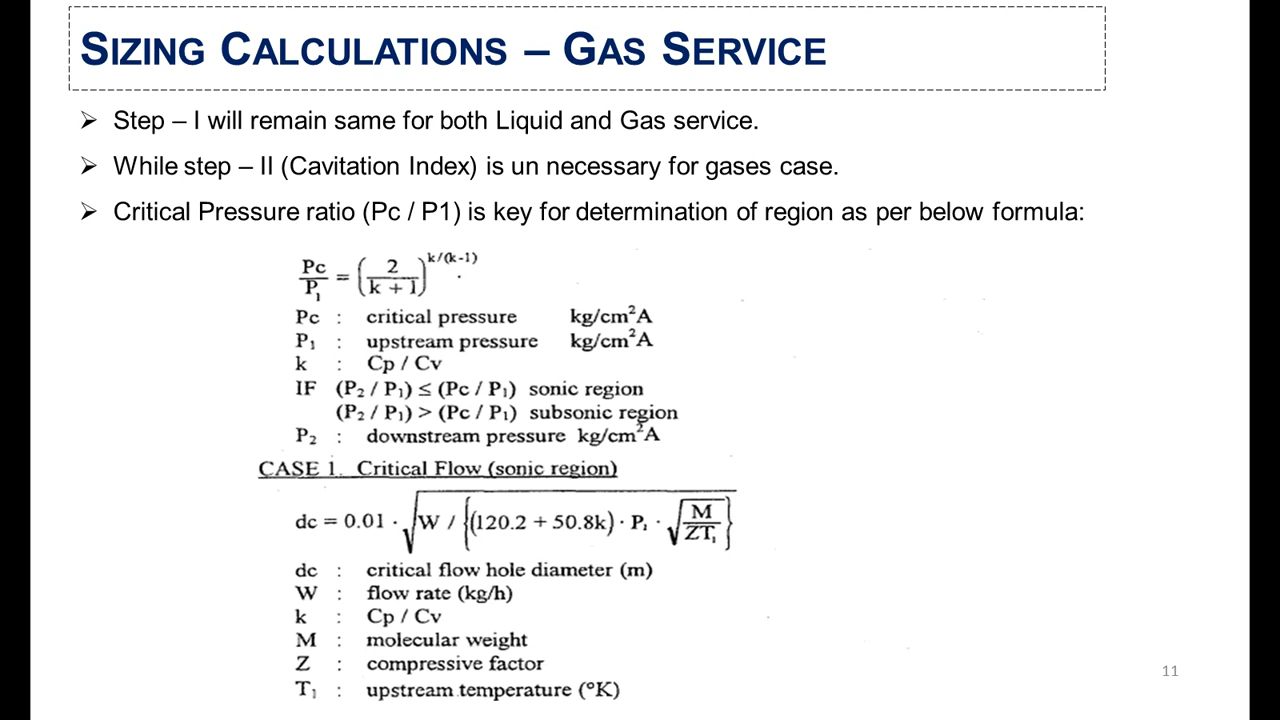 SIZING CALCULATIONS – GAS SERVICE
➢ Step – I will remain same for both Liquid and Gas service.
➢ While step – II (Cavitation Index) is un necessary for gases case.
➢ Critical Pressure ratio (Pc / P1) is key for determination of region as per below formula:
Pc/P₁ = (2/(k + 1))^k/(k-1)
Pc : critical pressure kg/cm²A
P₁ : upstream pressure kg/cm²A
k : Cp / Cv
IF (P₂ / P₁) ≤ (Pc / P₁) sonic region
(P₂ / P₁) > (Pc / P₁) subsonic region
P₂ : downstream pressure kg/cm²A
CASE 1. Critical Flow (sonic region)
dc = 0.01 · √(W / {(120.2 + 50.8k) · P₁ · √(M/ZT₁)})
dc : critical flow hole diameter (m)
W : flow rate (kg/h)
k : Cp / Cv
M : molecular weight
Z : compressive factor
T₁ : upstream temperature (°K)
11